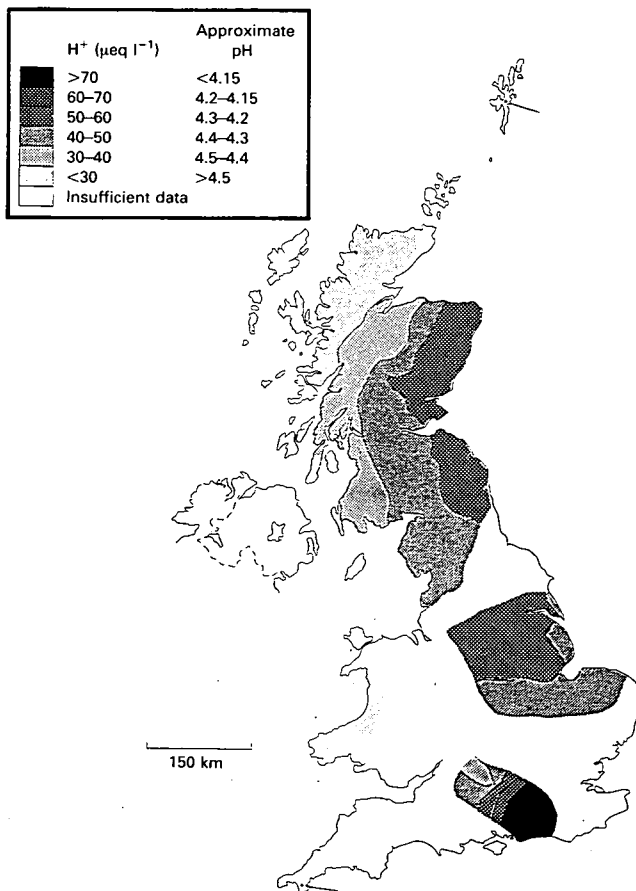 H⁺ (μeq l⁻¹) Approximate pH
>70 <4.15
60–70 4.2–4.15
50–60 4.3–4.2
40–50 4.4–4.3
30–40 4.5–4.4
<30 >4.5
Insufficient data
150 km